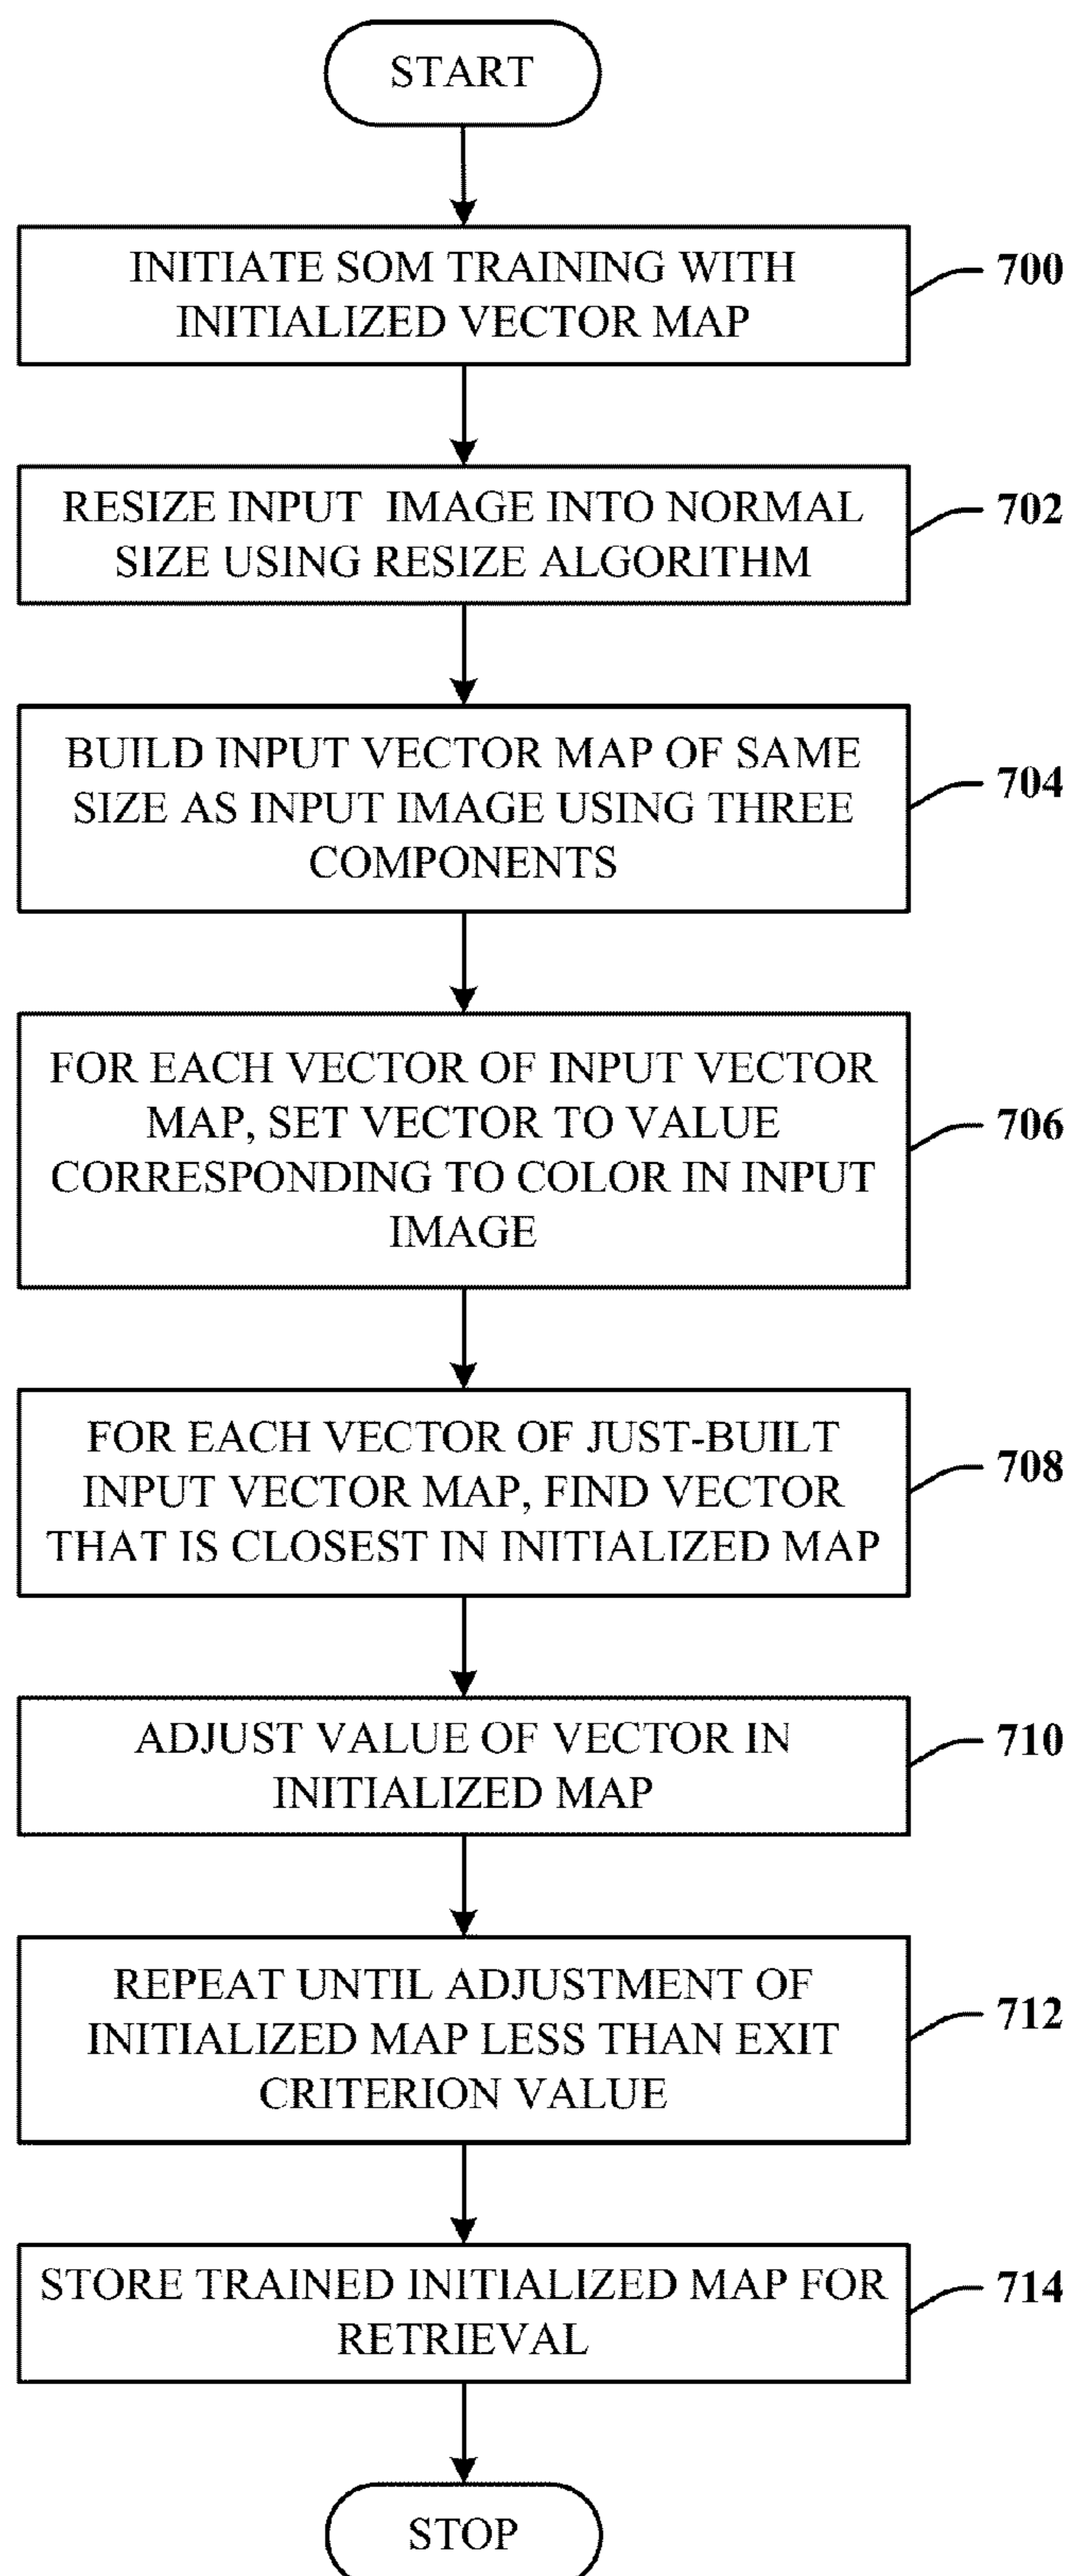 START
INITIATE SOM TRAINING WITH
INITIALIZED VECTOR MAP
700
RESIZE INPUT IMAGE INTO NORMAL
SIZE USING RESIZE ALGORITHM
702
BUILD INPUT VECTOR MAP OF SAME
SIZE AS INPUT IMAGE USING THREE
COMPONENTS
704
FOR EACH VECTOR OF INPUT VECTOR
MAP, SET VECTOR TO VALUE
CORRESPONDING TO COLOR IN INPUT
IMAGE
706
FOR EACH VECTOR OF JUST-BUILT
INPUT VECTOR MAP, FIND VECTOR
THAT IS CLOSEST IN INITIALIZED MAP
708
ADJUST VALUE OF VECTOR IN
INITIALIZED MAP
710
REPEAT UNTIL ADJUSTMENT OF
INITIALIZED MAP LESS THAN EXIT
CRITERION VALUE
712
STORE TRAINED INITIALIZED MAP FOR
RETRIEVAL
714
STOP